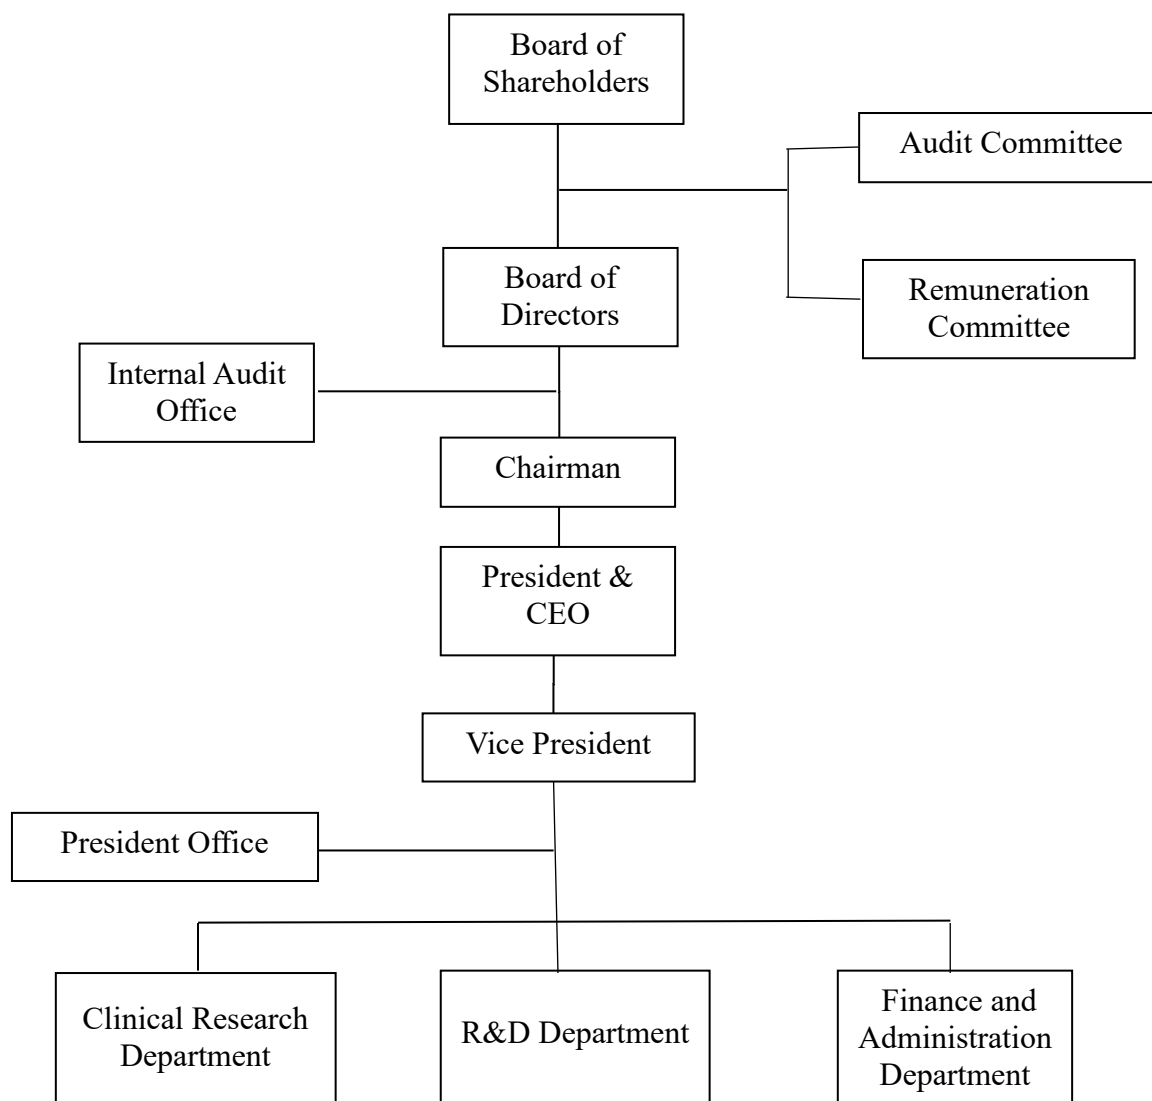 Board of
Shareholders
Audit Committee
Board of
Directors
Remuneration
Committee
Internal Audit
Office
Chairman
President &
CEO
Vice President
President Office
Clinical Research
Department
R&D Department
Finance and
Administration
Department